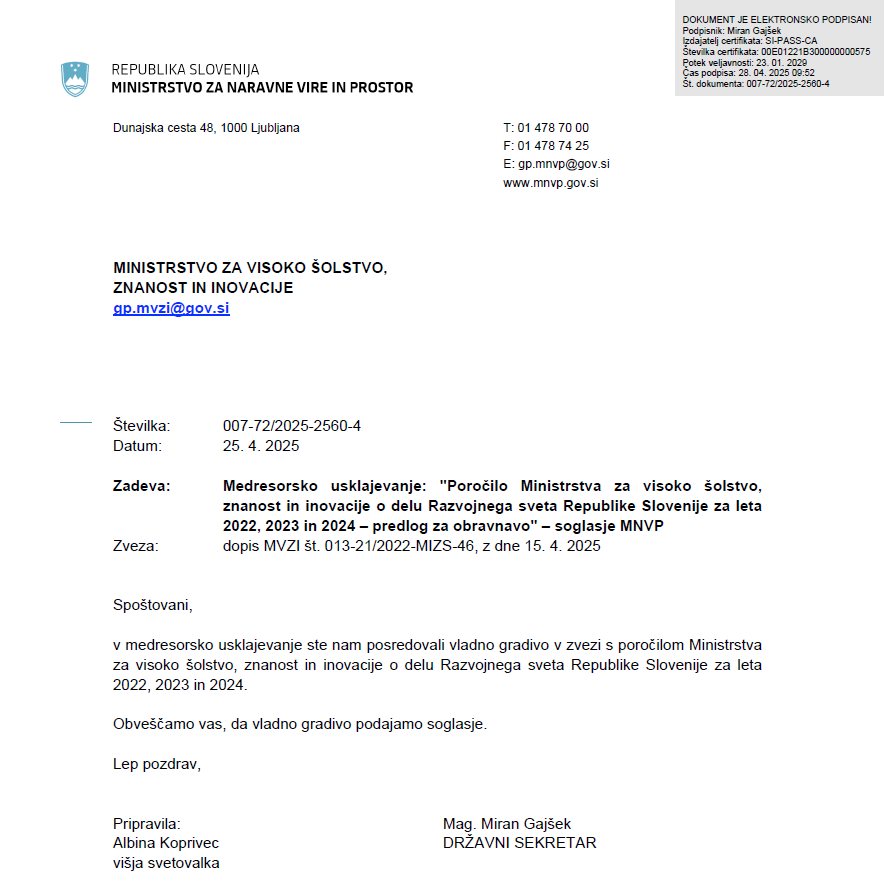 DOKUMENT JE ELEKTRONSKO PODPISAN!
Podpisnik: Miran Gajšek
Izdajatelj certifikata: SI-PASS-CA
Številka certifikata: 00E01221B300000000575
Potek veljavnosti: 23. 01. 2029
Čas podpisa: 28. 04. 2025 09:52
Št. dokumenta: 007-72/2025-2560-4
REPUBLIKA SLOVENIJA
MINISTRSTVO ZA NARAVNE VIRE IN PROSTOR
Dunajska cesta 48, 1000 Ljubljana
T: 01 478 70 00
F: 01 478 74 25
E: gp.mnvp@gov.si
www.mnvp.gov.si
MINISTRSTVO ZA VISOKO ŠOLSTVO,
ZNANOST IN INOVACIJE
gp.mvzi@gov.si
Številka: 007-72/2025-2560-4
Datum: 25. 4. 2025
Zadeva: Medresorsko usklajevanje: "Poročilo Ministrstva za visoko šolstvo,
znanost in inovacije o delu Razvojnega sveta Republike Slovenije za leta
2022, 2023 in 2024 – predlog za obravnavo" – soglasje MNVP
Zveza: dopis MVZI št. 013-21/2022-MIZS-46, z dne 15. 4. 2025
Spoštovani,
v medresorsko usklajevanje ste nam posredovali vladno gradivo v zvezi s poročilom Ministrstva
za visoko šolstvo, znanost in inovacije o delu Razvojnega sveta Republike Slovenije za leta
2022, 2023 in 2024.
Obveščamo vas, da vladno gradivo podajamo soglasje.
Lep pozdrav,
Pripravila:
Albina Koprivec
višja svetovalka
Mag. Miran Gajšek
DRŽAVNI SEKRETAR